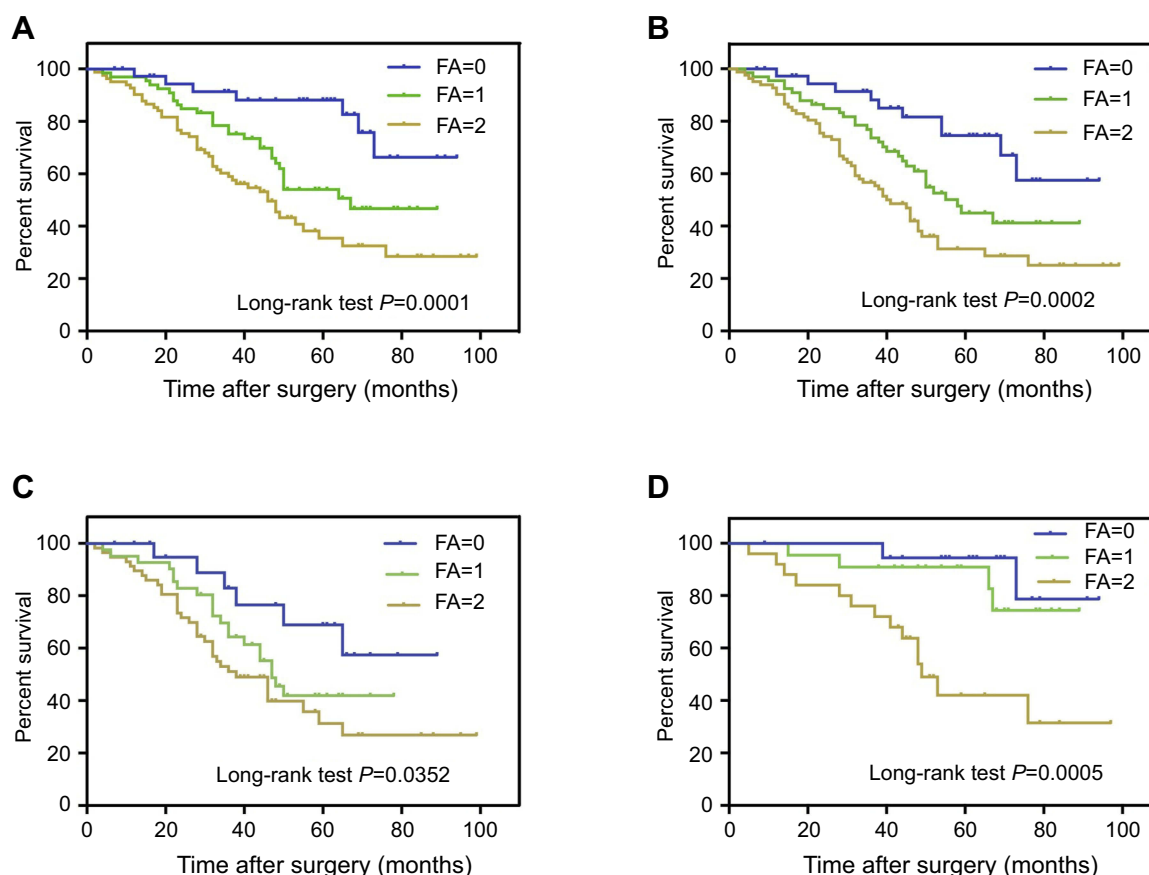 A
Percent survival
100
80
60
40
20
0
FA=0
FA=1
FA=2
Long-rank test P=0.0001
0 20 40 60 80 100
Time after surgery (months)
B
Percent survival
100
80
60
40
20
0
FA=0
FA=1
FA=2
Long-rank test P=0.0002
0 20 40 60 80 100
Time after surgery (months)
C
Percent survival
100
80
60
40
20
0
FA=0
FA=1
FA=2
Long-rank test P=0.0352
0 20 40 60 80 100
Time after surgery (months)
D
Percent survival
100
80
60
40
20
0
FA=0
FA=1
FA=2
Long-rank test P=0.0005
0 20 40 60 80 100
Time after surgery (months)